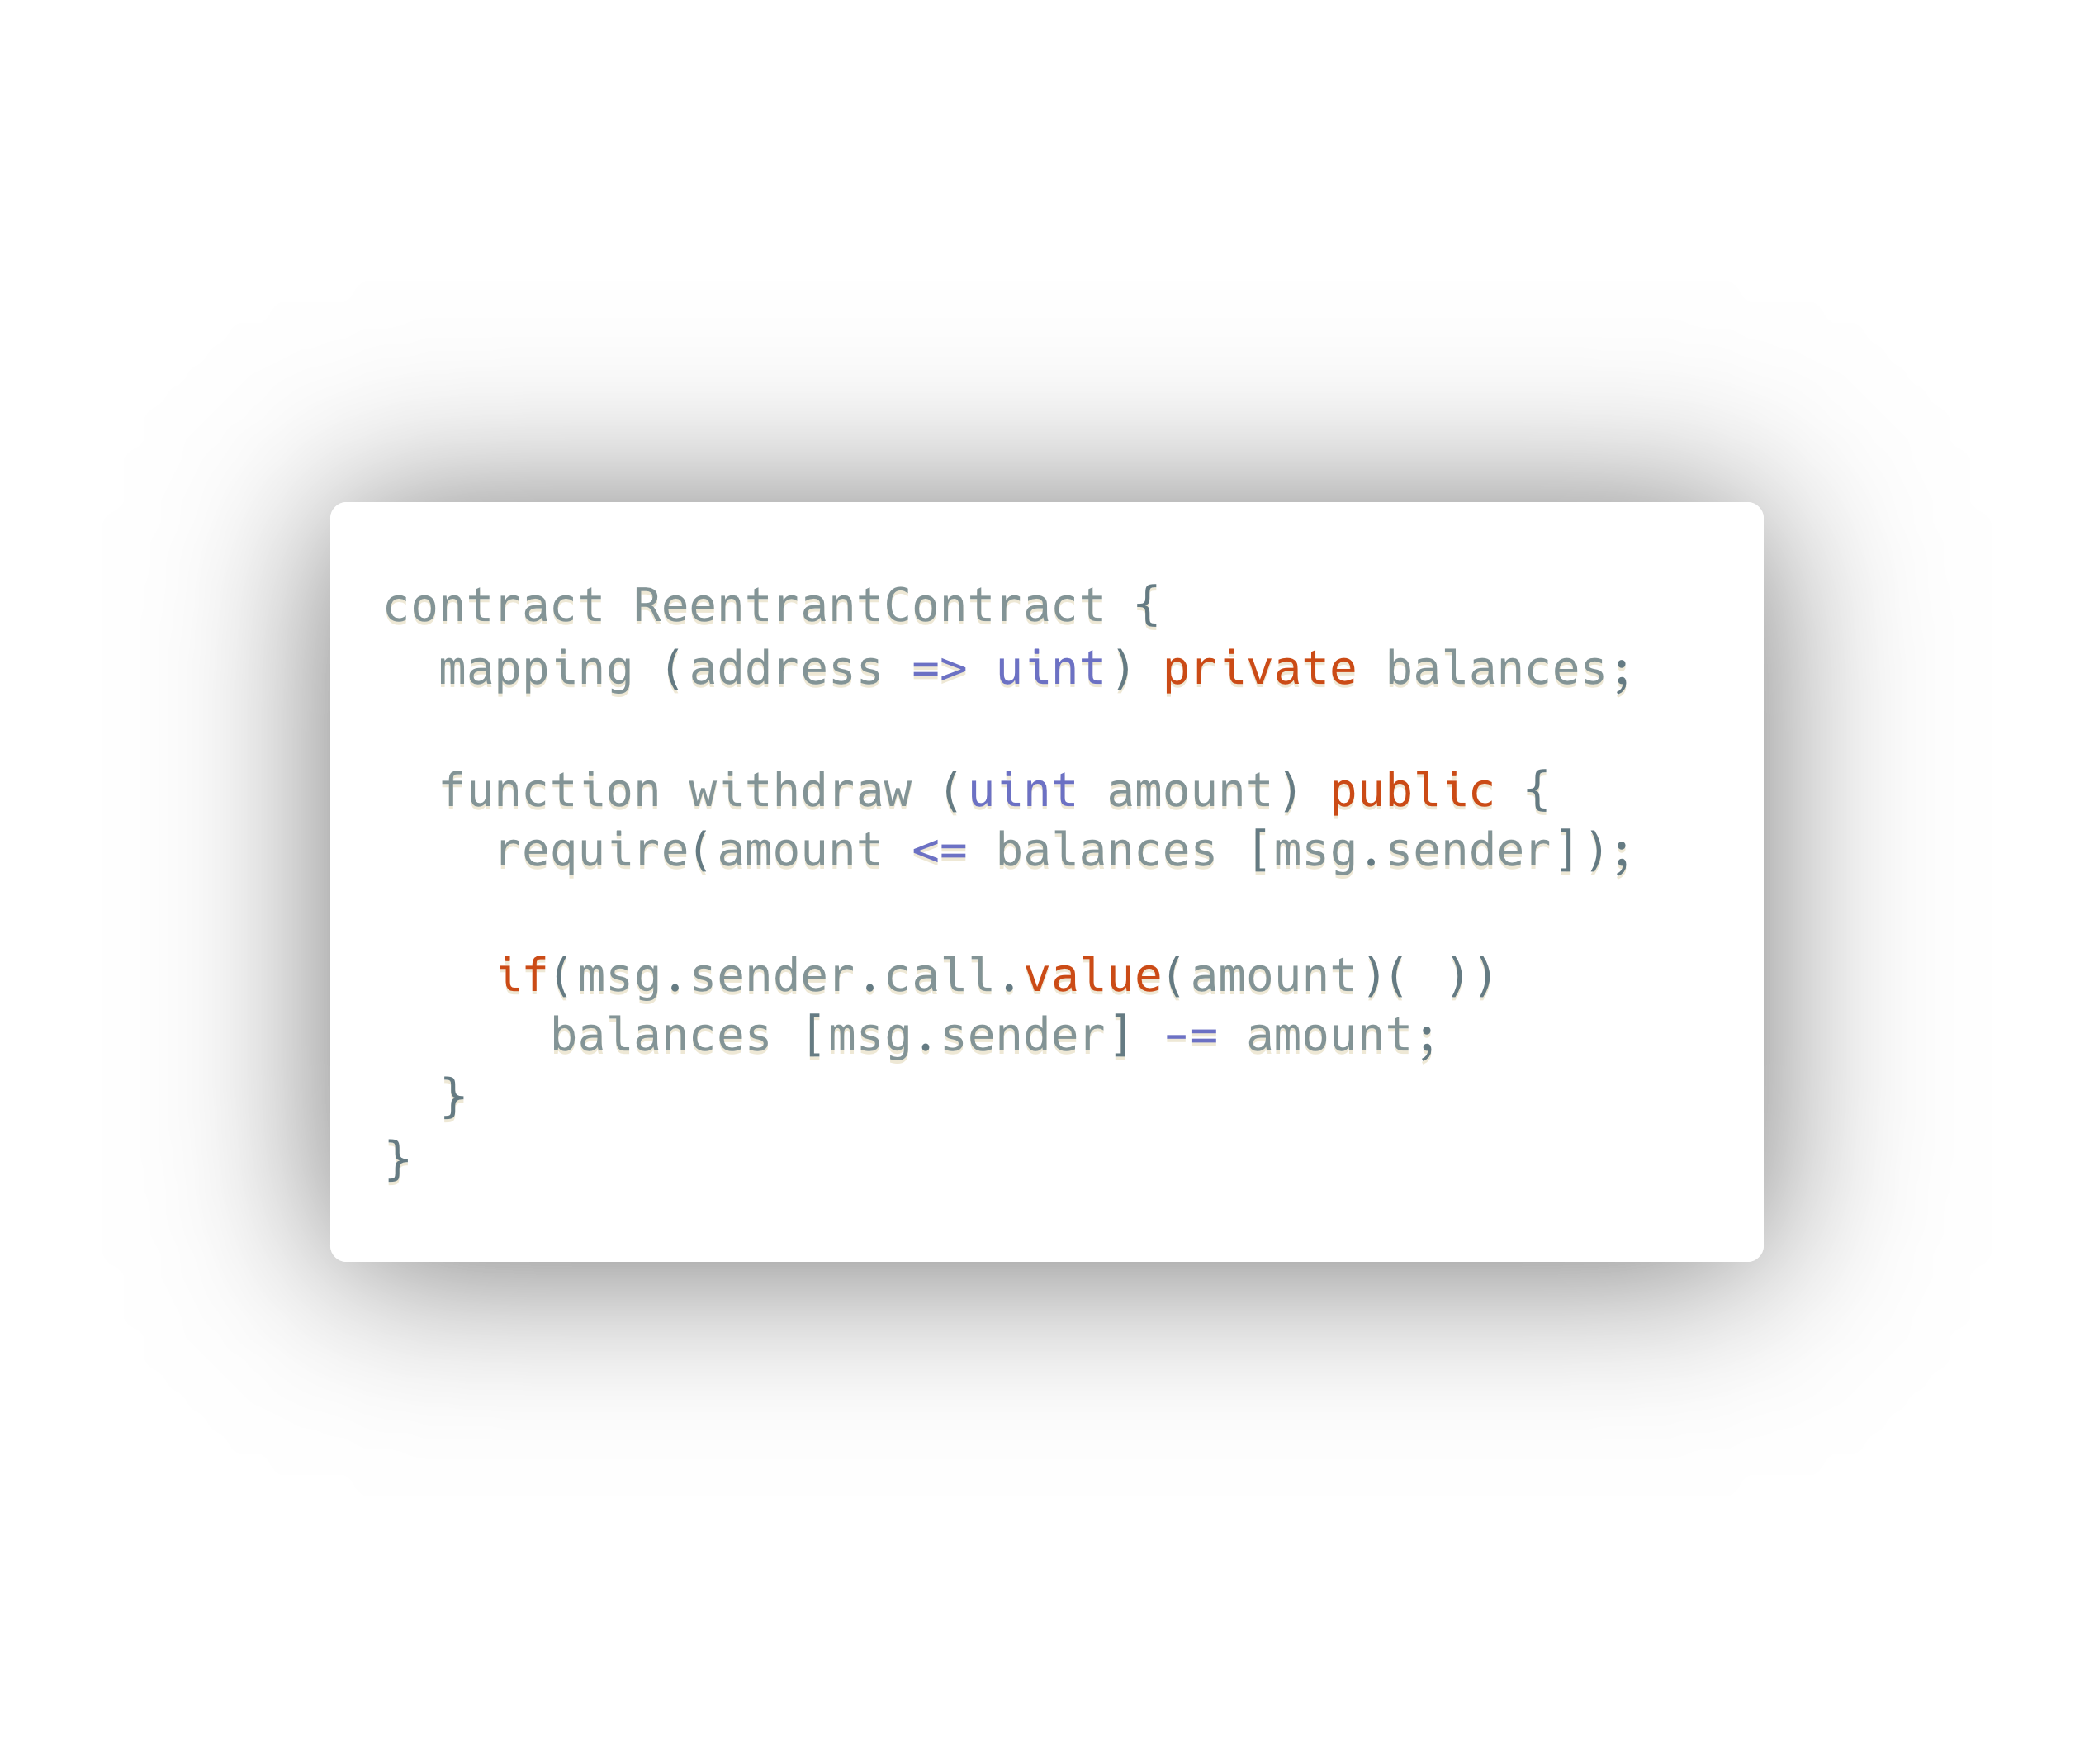 contract ReentrantContract {
  mapping (address => uint) private balances;

  function withdraw (uint amount) public {
    require(amount <= balances [msg.sender]);

    if(msg.sender.call.value(amount)( ))
      balances [msg.sender] -= amount;
  }
}